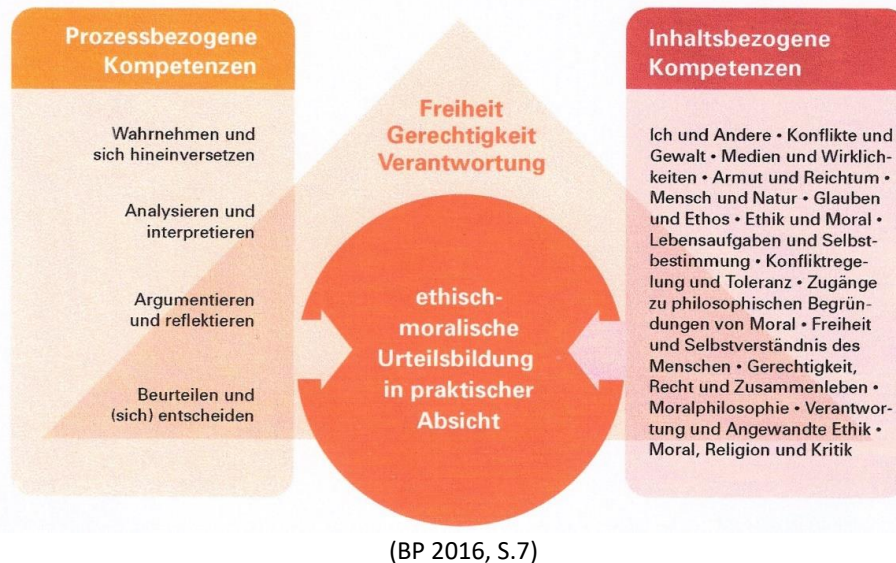 Prozessbezogene
Kompetenzen
Wahrnehmen und
sich hineinversetzen
Analysieren und
interpretieren
Argumentieren
und reflektieren
Beurteilen und
(sich) entscheiden
Freiheit
Gerechtigkeit
Verantwortung
ethisch-
moralische
Urteilsbildung
in praktischer
Absicht
Inhaltsbezogene
Kompetenzen
Ich und Andere • Konflikte und
Gewalt • Medien und Wirklich-
keiten • Armut und Reichtum •
Mensch und Natur • Glauben
und Ethos • Ethik und Moral •
Lebensaufgaben und Selbst-
bestimmung • Konfliktrege-
lung und Toleranz • Zugänge
zu philosophischen Begrün-
dungen von Moral • Freiheit
und Selbstverständnis des
Menschen • Gerechtigkeit,
Recht und Zusammenleben •
Moralphilosophie • Verantwor-
tung und Angewandte Ethik •
Moral, Religion und Kritik
(BP 2016, S.7)